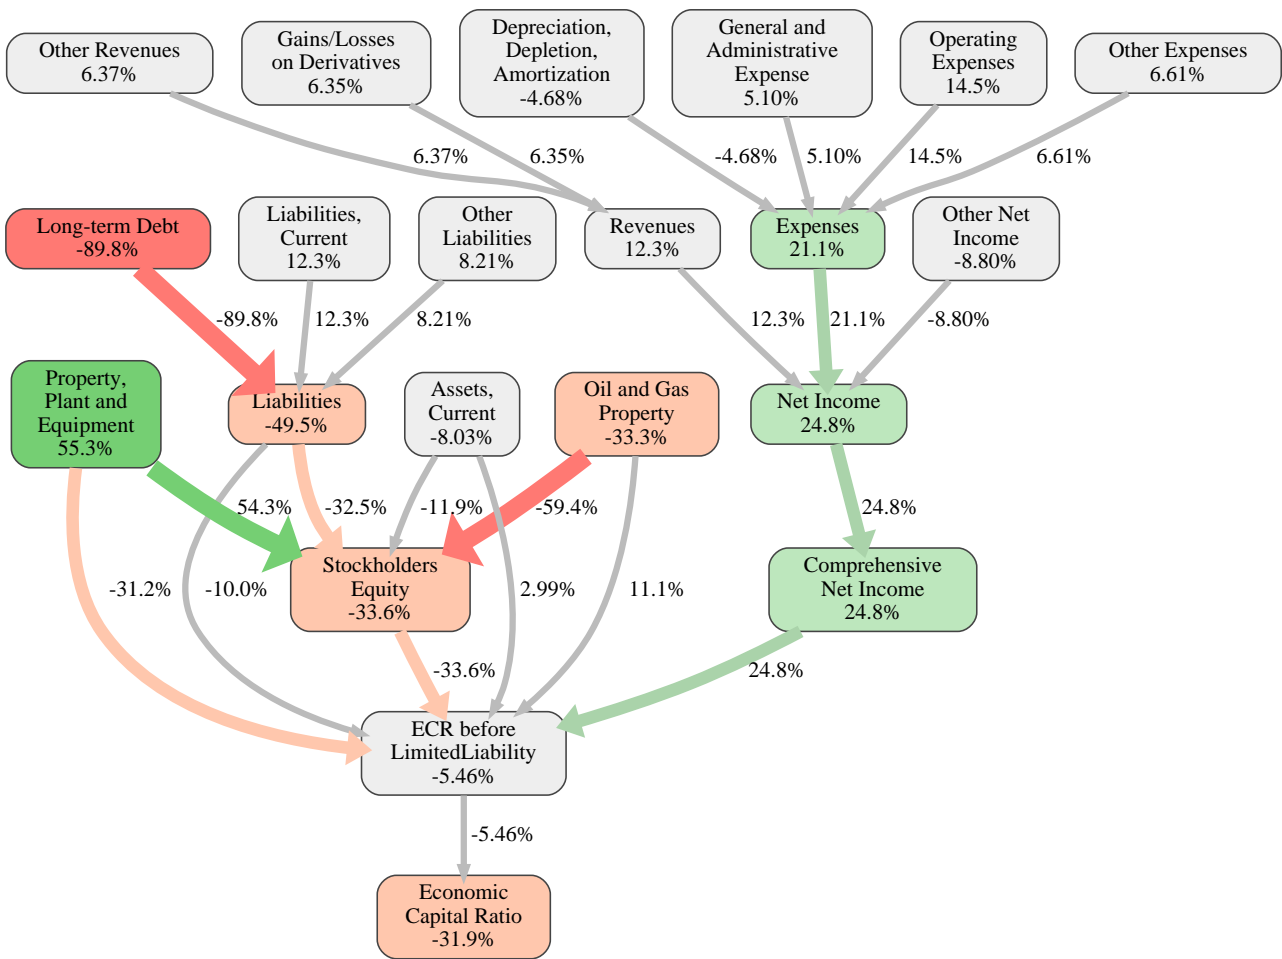 Other Revenues
6.37%
Gains/Losses
on Derivatives
6.35%
Depreciation,
Depletion,
Amortization
-4.68%
General and
Administrative
Expense
5.10%
Operating
Expenses
14.5%
Other Expenses
6.61%
6.37%
6.35%
-4.68%
5.10%
14.5%
6.61%
Long-term Debt
-89.8%
Liabilities,
Current
12.3%
Other
Liabilities
8.21%
Revenues
12.3%
Expenses
21.1%
Other Net
Income
-8.80%
-89.8%
12.3%
8.21%
12.3%
21.1%
-8.80%
Property,
Plant and
Equipment
55.3%
Liabilities
-49.5%
Assets,
Current
-8.03%
Oil and Gas
Property
-33.3%
Net Income
24.8%
54.3%
-32.5%
-11.9%
-59.4%
24.8%
-31.2%
-10.0%
Stockholders
Equity
-33.6%
2.99%
11.1%
Comprehensive
Net Income
24.8%
-33.6%
24.8%
ECR before
LimitedLiability
-5.46%
-5.46%
Economic
Capital Ratio
-31.9%